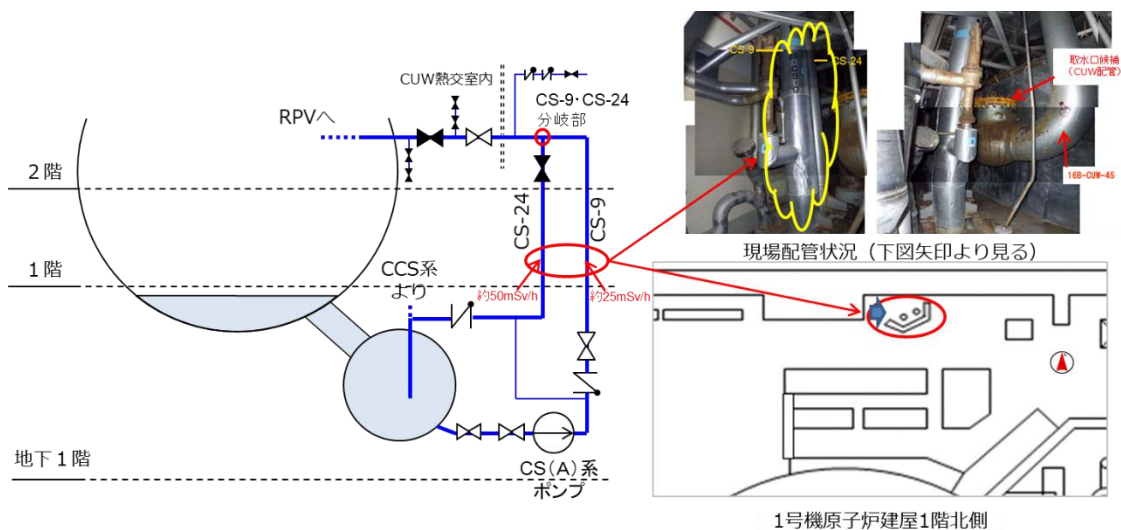 CUW熱交室内
RPVへ
CS-9・CS-24
分岐部
2階
CS-24
CS-9
1階
CCS系
より
約50mSv/h
約25mSv/h
地下1階
CS(A)系
ポンプ
CS-9
CS-24
CS-9
取水口候補
(CUW配管)
16B-CUW-45
現場配管状況(下図矢印より見る)
1号機原子炉建屋1階北側